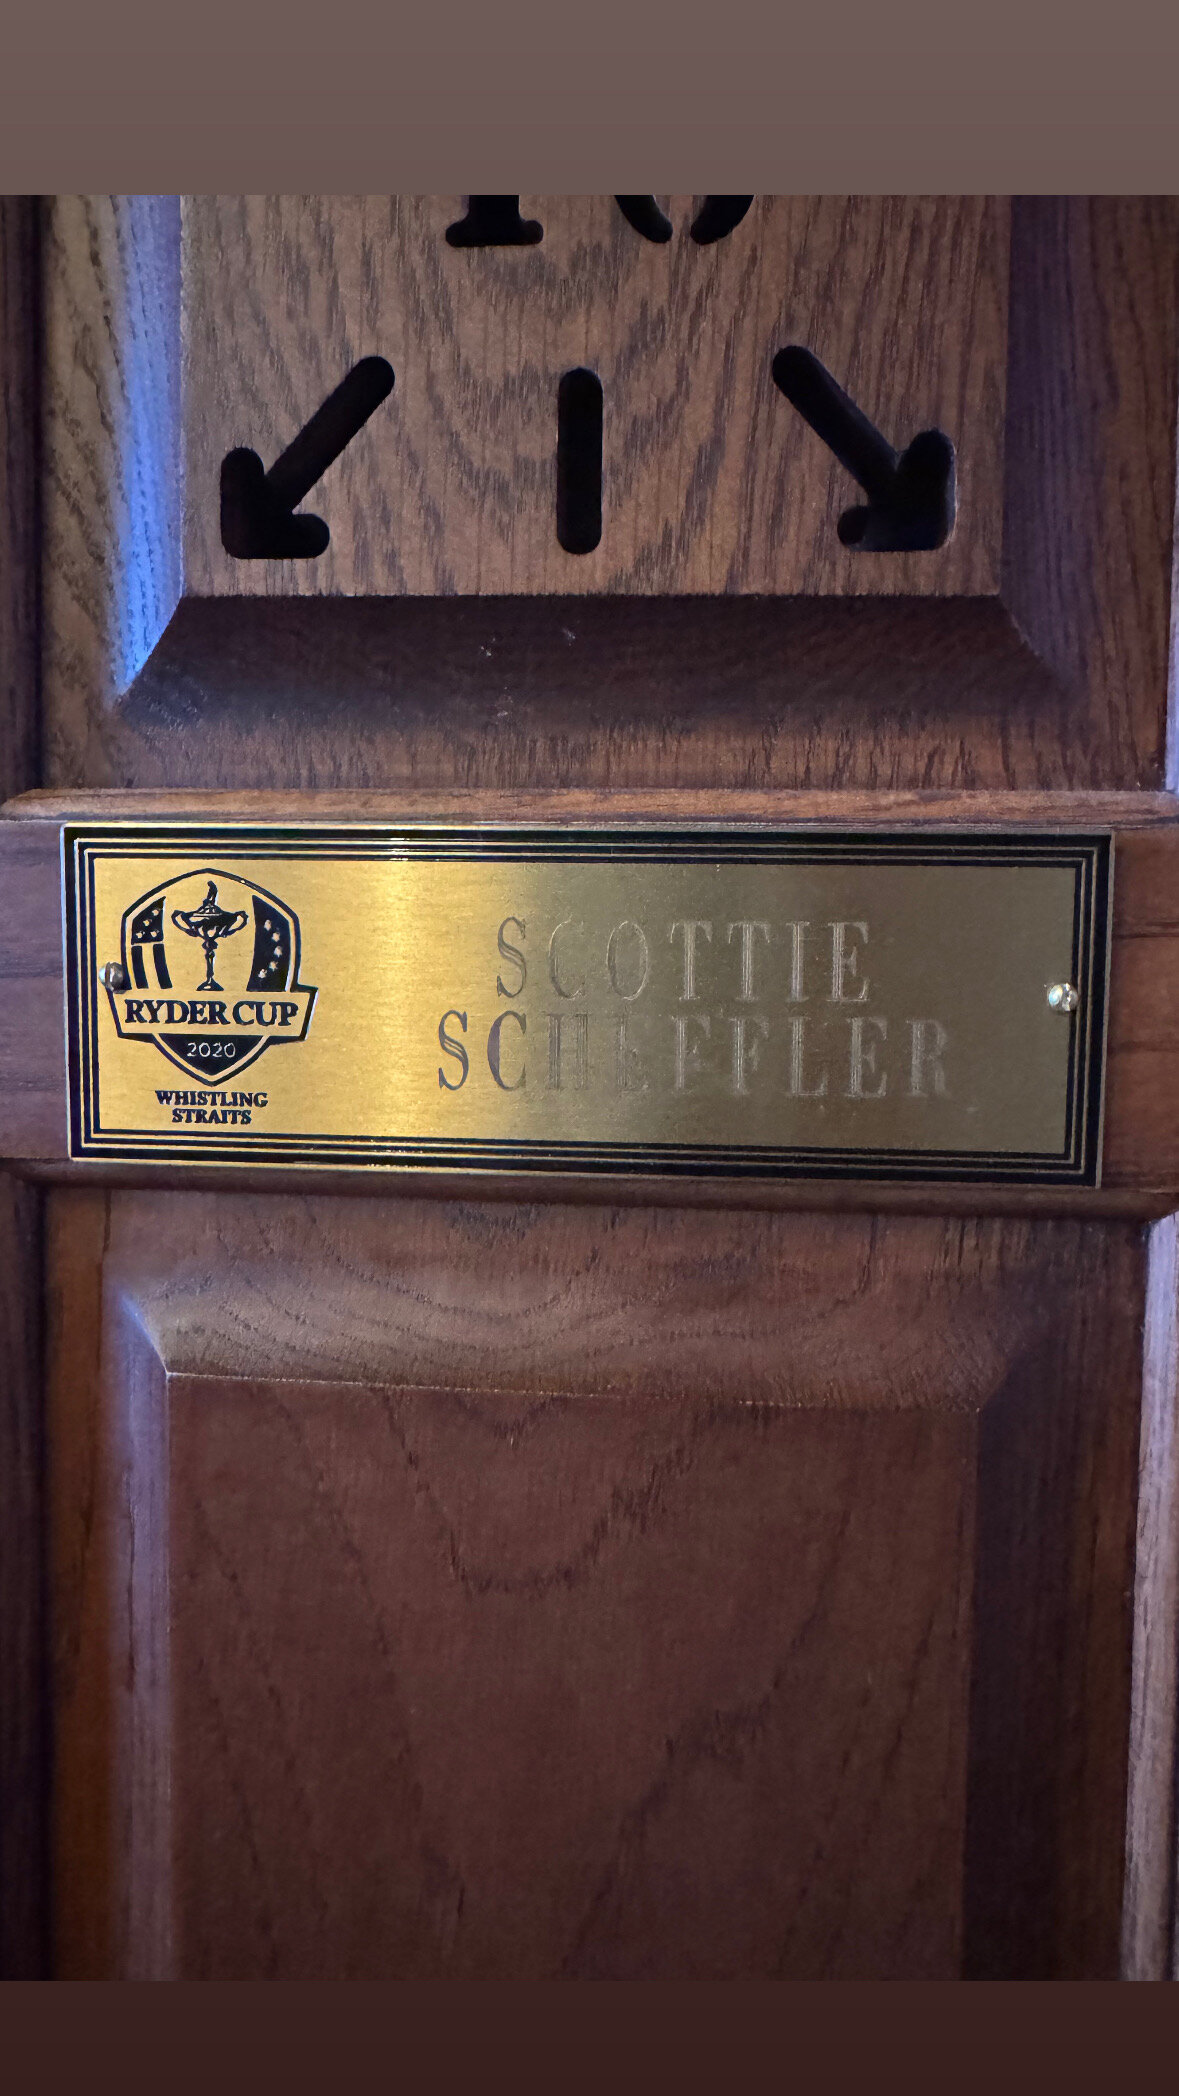 RYDER CUP
2020
WHISTLING
STRAITS
SCOTTIE
SCHEFFLER